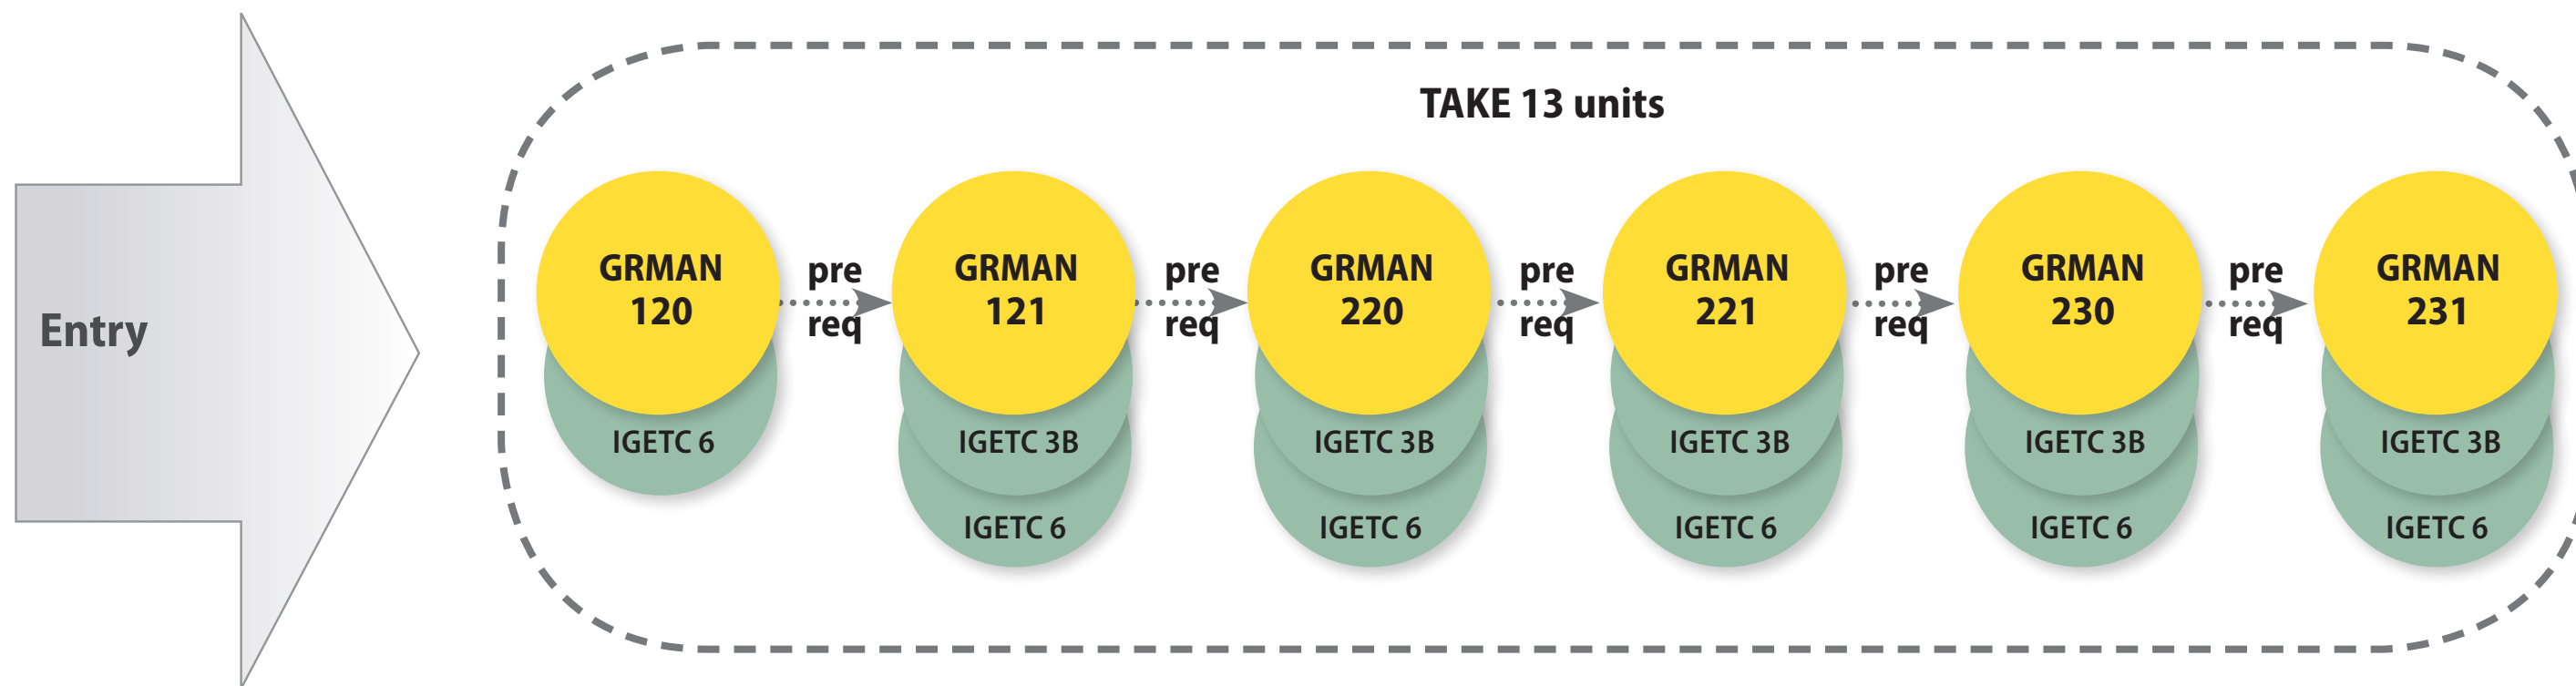 TAKE 13 units
Entry
GRMAN
120
pre
req
GRMAN
121
pre
req
GRMAN
220
pre
req
GRMAN
221
pre
req
GRMAN
230
pre
req
GRMAN
231
IGETC 6
IGETC 3B
IGETC 3B
IGETC 3B
IGETC 3B
IGETC 3B
IGETC 6
IGETC 6
IGETC 6
IGETC 6
IGETC 6